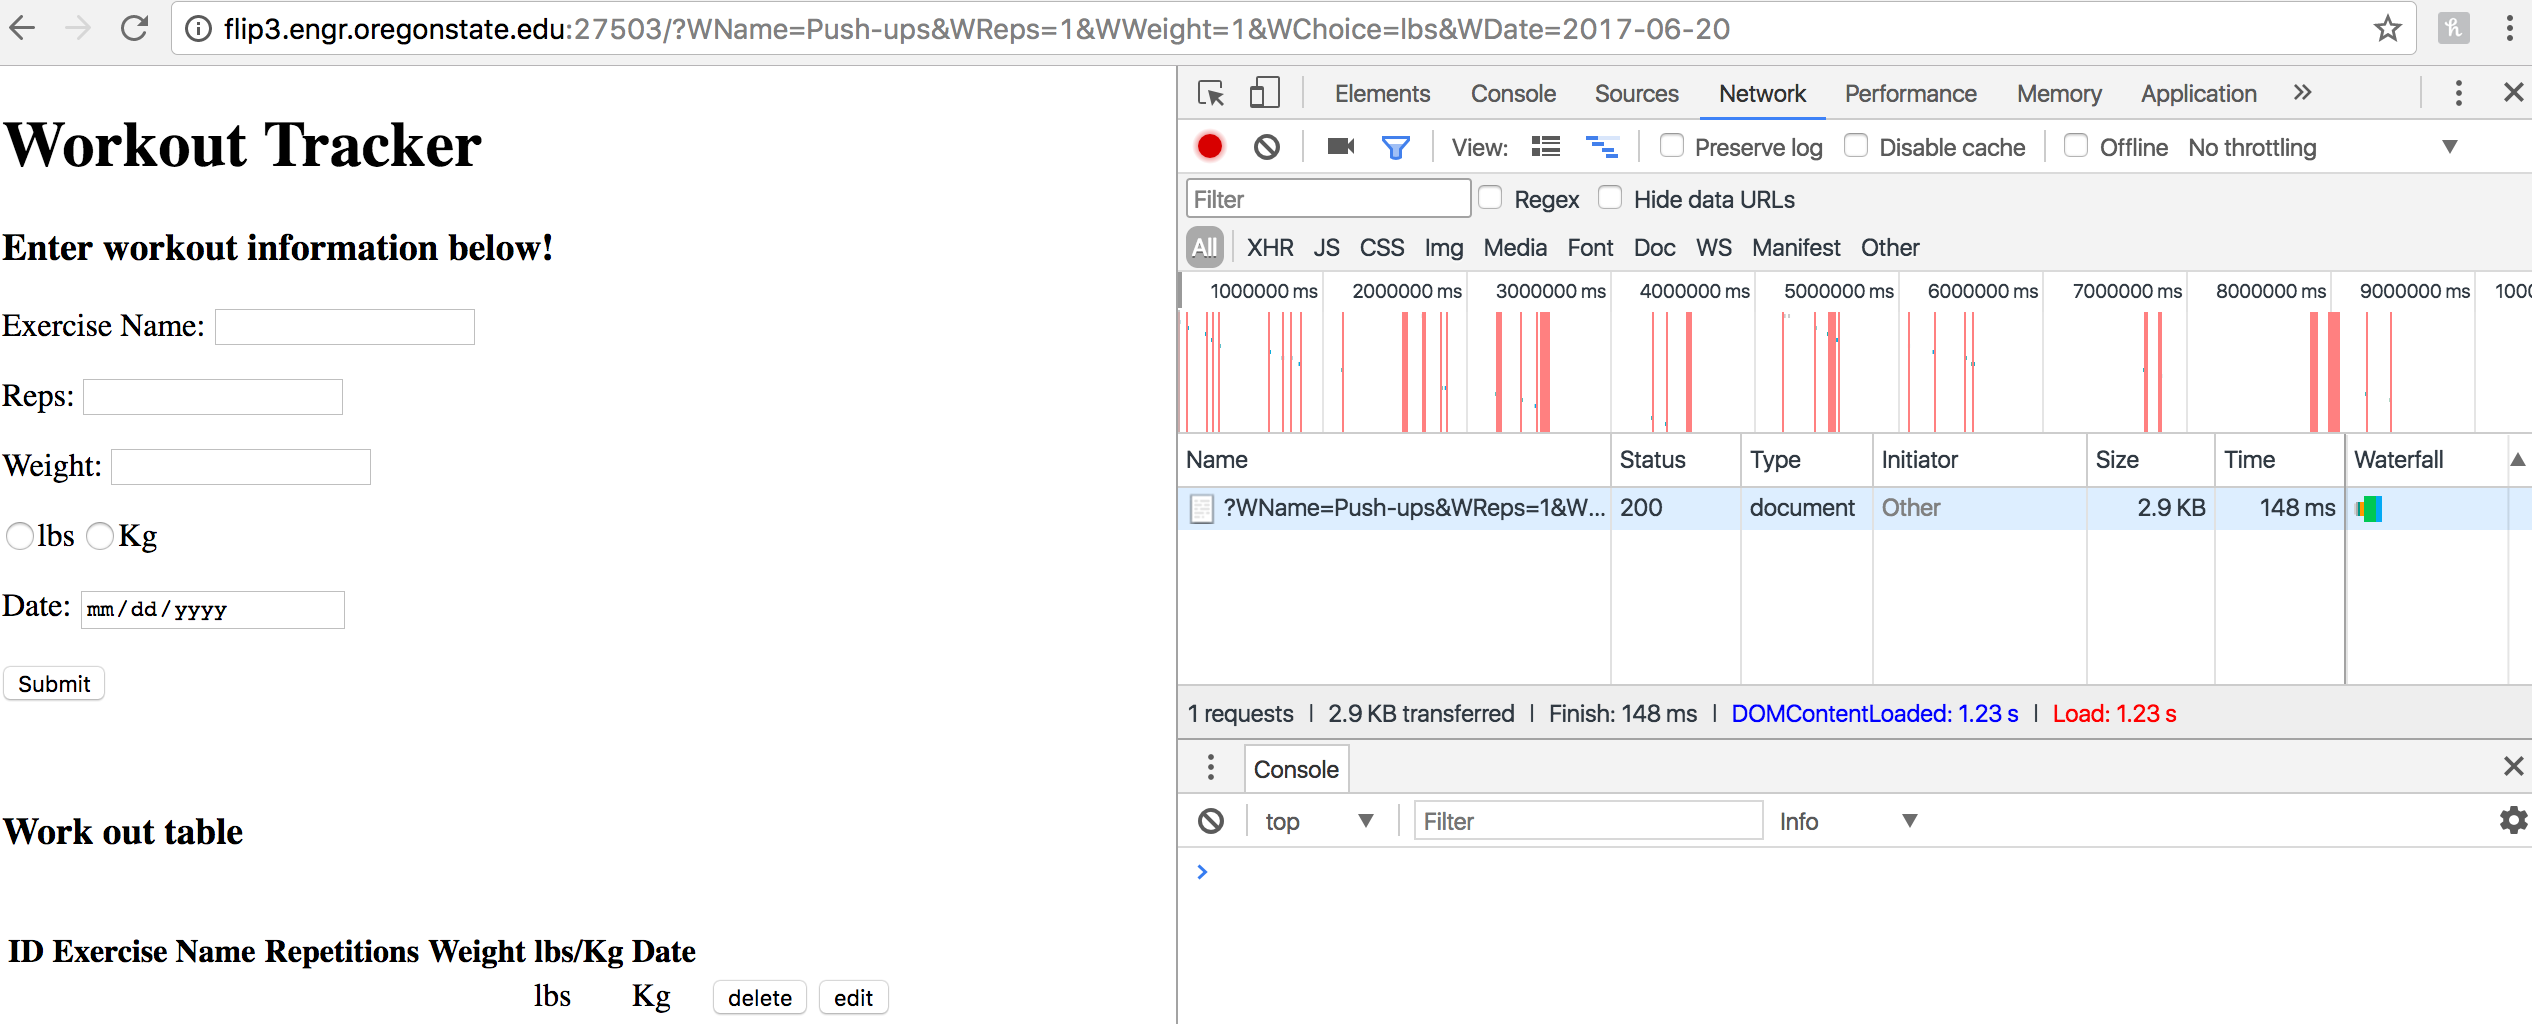 flip3.engr.oregonstate.edu:27503/?WName=Push-ups&WReps=1&WWeight=1&WChoice=lbs&WDate=2017-06-20
Workout Tracker
Enter workout information below!
Exercise Name:
Reps:
Weight:
lbs Kg
Date: mm/dd/yyyy
Submit
Work out table
ID Exercise Name Repetitions Weight lbs/Kg Date
lbs Kg delete edit
Elements Console Sources Network Performance Memory Application »
View: Preserve log Disable cache Offline No throttling
Filter Regex Hide data URLs
All XHR JS CSS Img Media Font Doc WS Manifest Other
1000000 ms 2000000 ms 3000000 ms 4000000 ms 5000000 ms 6000000 ms 7000000 ms 8000000 ms 9000000 ms 1000
Name Status Type Initiator Size Time Waterfall
?WName=Push-ups&WReps=1&W... 200 document Other 2.9 KB 148 ms
1 requests | 2.9 KB transferred | Finish: 148 ms | DOMContentLoaded: 1.23 s | Load: 1.23 s
Console
top Filter Info